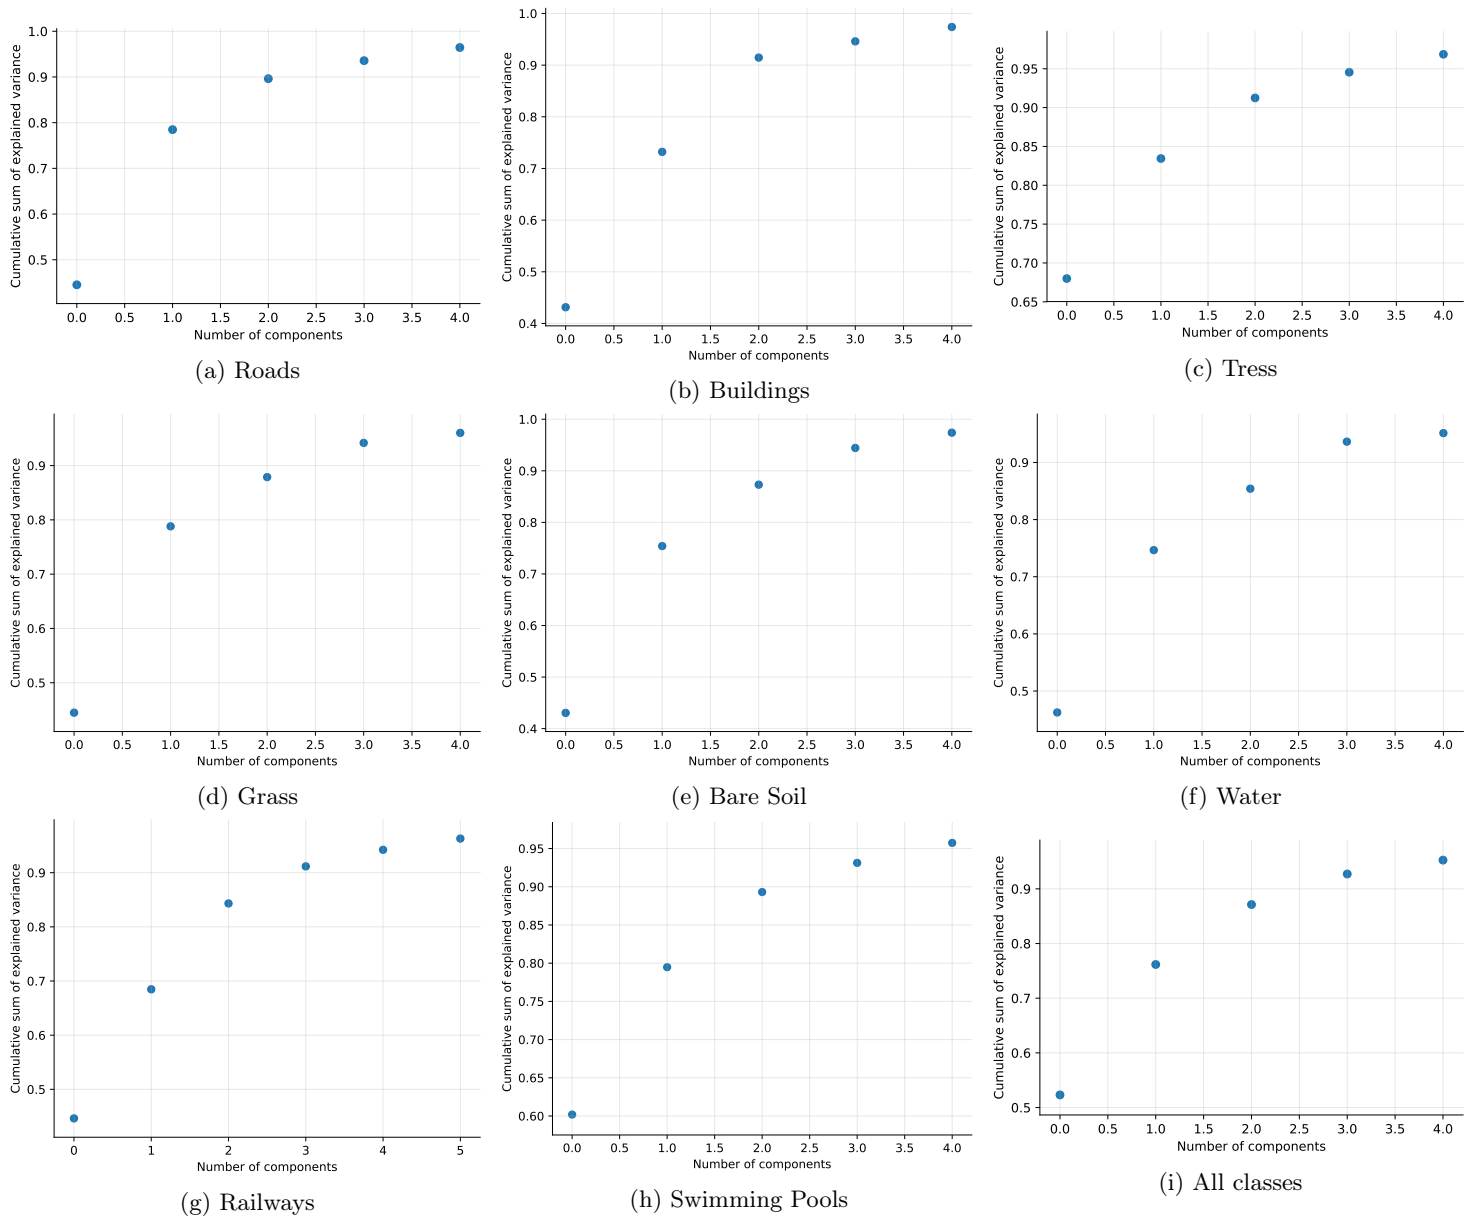 Cumulative sum of explained variance
1.0
0.9
0.8
0.7
0.6
0.5
0.0 0.5 1.0 1.5 2.0 2.5 3.0 3.5 4.0
Number of components
(a) Roads
Cumulative sum of explained variance
1.0
0.9
0.8
0.7
0.6
0.5
0.4
0.0 0.5 1.0 1.5 2.0 2.5 3.0 3.5 4.0
Number of components
(b) Buildings
Cumulative sum of explained variance
0.95
0.90
0.85
0.80
0.75
0.70
0.65
0.0 0.5 1.0 1.5 2.0 2.5 3.0 3.5 4.0
Number of components
(c) Tress
Cumulative sum of explained variance
0.9
0.8
0.7
0.6
0.5
0.0 0.5 1.0 1.5 2.0 2.5 3.0 3.5 4.0
Number of components
(d) Grass
Cumulative sum of explained variance
1.0
0.9
0.8
0.7
0.6
0.5
0.4
0.0 0.5 1.0 1.5 2.0 2.5 3.0 3.5 4.0
Number of components
(e) Bare Soil
Cumulative sum of explained variance
0.9
0.8
0.7
0.6
0.5
0.0 0.5 1.0 1.5 2.0 2.5 3.0 3.5 4.0
Number of components
(f) Water
Cumulative sum of explained variance
0.9
0.8
0.7
0.6
0.5
0 1 2 3 4 5
Number of components
(g) Railways
Cumulative sum of explained variance
0.95
0.90
0.85
0.80
0.75
0.70
0.65
0.60
0.0 0.5 1.0 1.5 2.0 2.5 3.0 3.5 4.0
Number of components
(h) Swimming Pools
Cumulative sum of explained variance
0.9
0.8
0.7
0.6
0.5
0.0 0.5 1.0 1.5 2.0 2.5 3.0 3.5 4.0
Number of components
(i) All classes